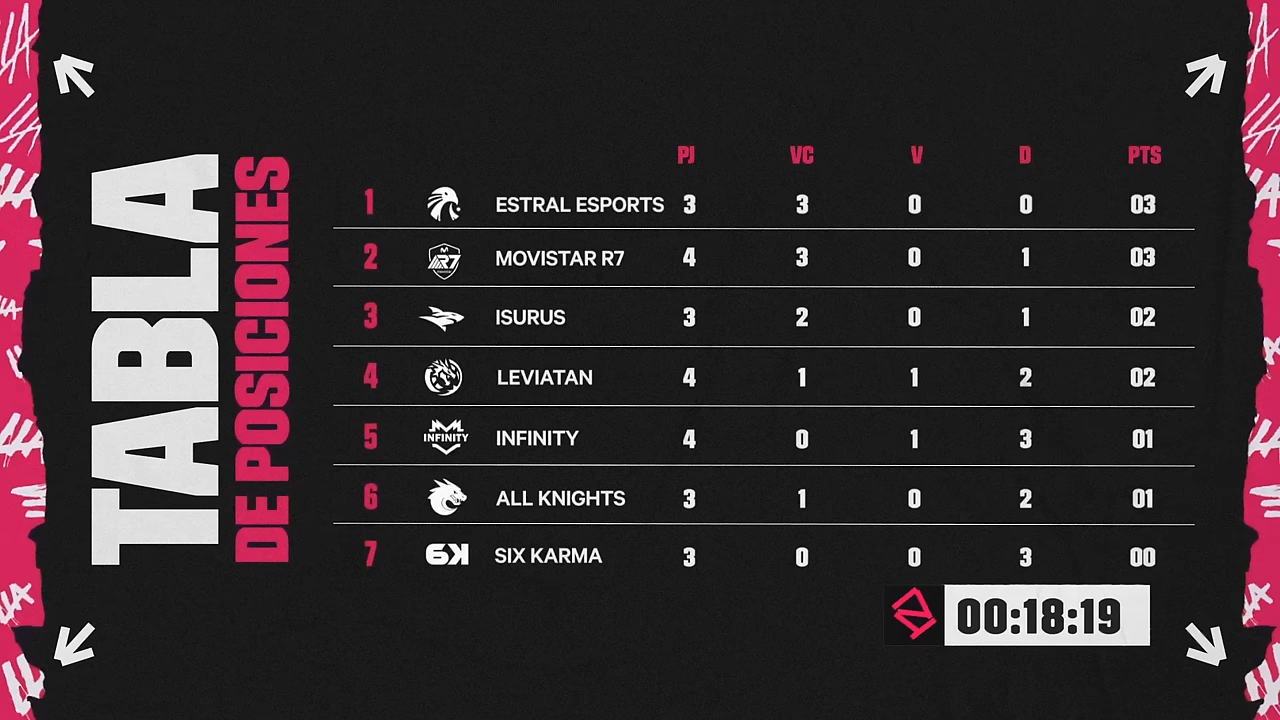 TABLA
DE POSICIONES
PJ VC V D PTS
1 ESTRAL ESPORTS 3 3 0 0 03
2 R7 MOVISTAR R7 4 3 0 1 03
3 ISURUS 3 2 0 1 02
4 LEVIATAN 4 1 1 2 02
5 INFINITY INFINITY 4 0 1 3 01
6 ALL KNIGHTS 3 1 0 2 01
7 6K SIX KARMA 3 0 0 3 00
00:18:19